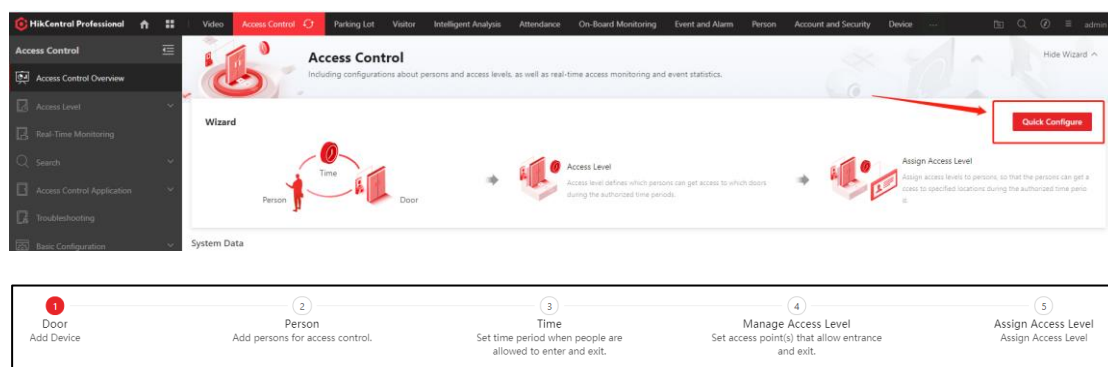 HikCentral Professional
Video
Access Control
Parking Lot
Visitor
Intelligent Analysis
Attendance
On-Board Monitoring
Event and Alarm
Person
Account and Security
Device
admin
Access Control
Access Control Overview
Access Level
Real-Time Monitoring
Search
Access Control Application
Troubleshooting
Basic Configuration
Access Control
Including configurations about persons and access levels, as well as real-time access monitoring and event statistics.
Hide Wizard
Wizard
Quick Configure
Time
Person
Door
Access Level
Access level defines which persons can get access to which doors
during the authorized time periods.
Assign Access Level
Assign access levels to persons, so that the persons can get a
ccess to specified locations during the authorized time perio
d.
System Data
1
Door
Add Device
2
Person
Add persons for access control.
3
Time
Set time period when people are
allowed to enter and exit.
4
Manage Access Level
Set access point(s) that allow entrance
and exit.
5
Assign Access Level
Assign Access Level